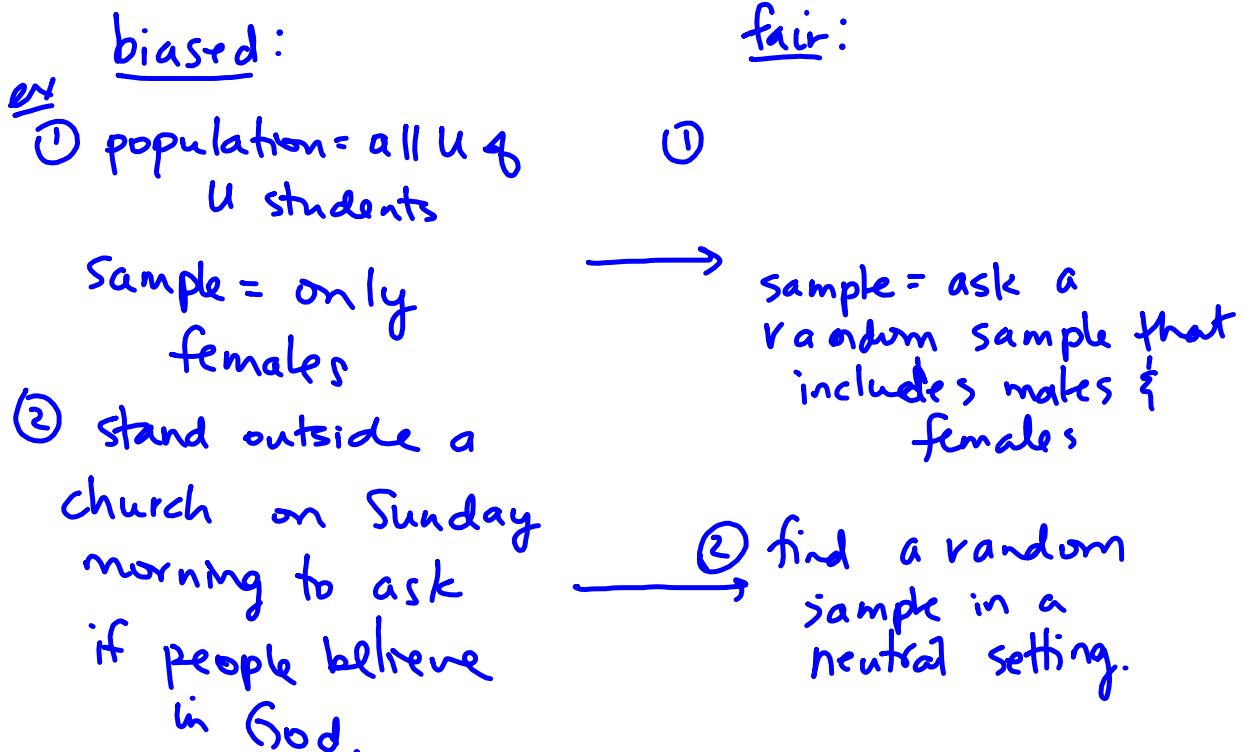 biased:
ex
① population = all U of
U students
sample = only
females
② stand outside a
church on Sunday
morning to ask
if people believe
in God.
fair:
①
sample = ask a
random sample that
includes males &
females
② find a random
sample in a
neutral setting.